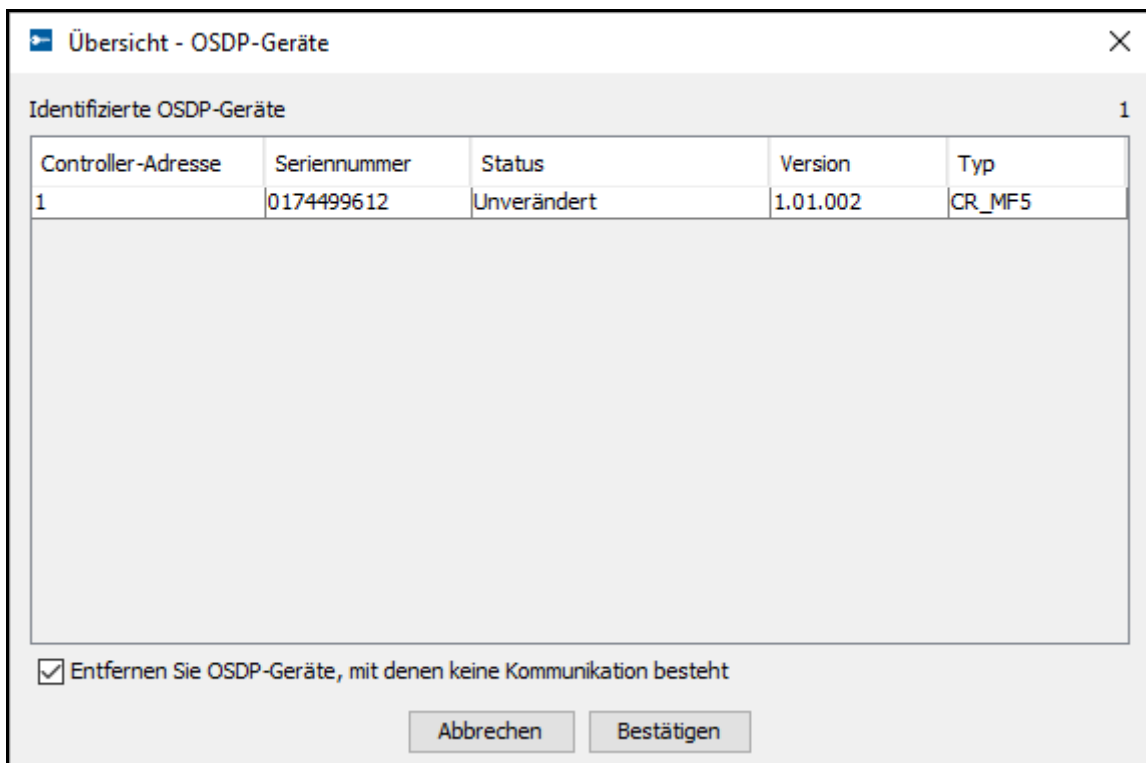 Übersicht - OSDP-Geräte
Identifizierte OSDP-Geräte 1
Controller-Adresse Seriennummer Status Version Typ
1 0174499612 Unverändert 1.01.002 CR_MF5
Entfernen Sie OSDP-Geräte, mit denen keine Kommunikation besteht
Abbrechen Bestätigen